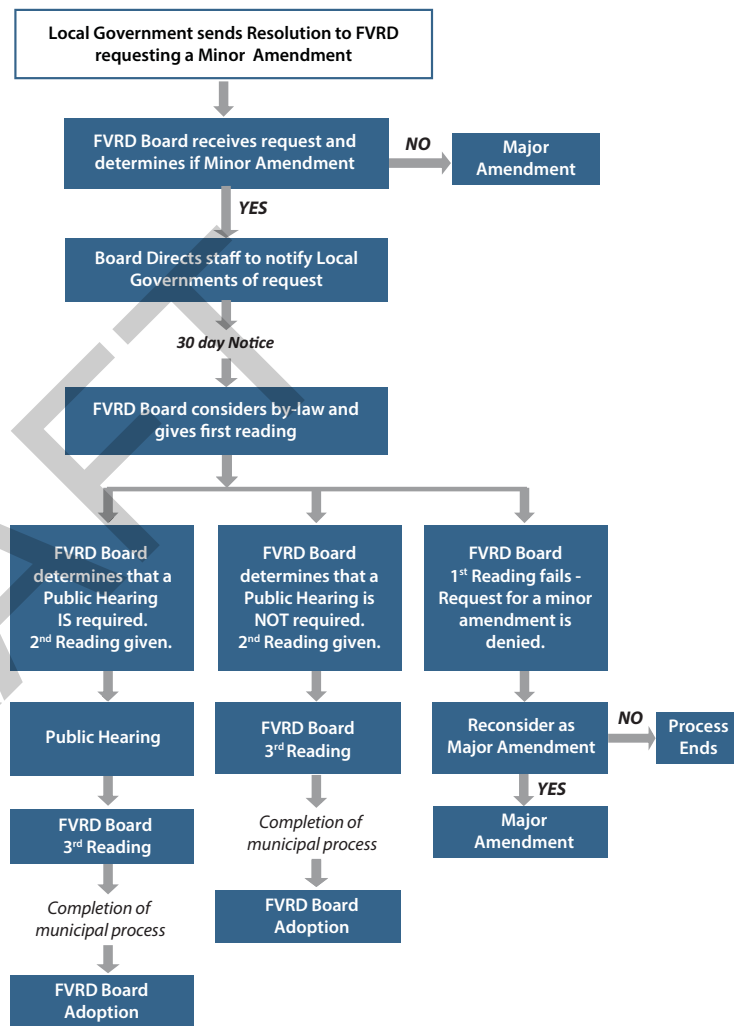 Local Government sends Resolution to FVRD
requesting a Minor Amendment
FVRD Board receives request and
determines if Minor Amendment
NO
Major
Amendment
YES
Board Directs staff to notify Local
Governments of request
30 day Notice
FVRD Board considers by-law and
gives first reading
FVRD Board
determines that a
Public Hearing
IS required.
2nd Reading given.
FVRD Board
determines that a
Public Hearing is
NOT required.
2nd Reading given.
FVRD Board
1st Reading fails -
Request for a minor
amendment is
denied.
Public Hearing
FVRD Board
3rd Reading
Reconsider as
Major Amendment
NO
Process
Ends
YES
FVRD Board
3rd Reading
Completion of
municipal process
Major
Amendment
Completion of
municipal process
FVRD Board
Adoption
FVRD Board
Adoption
AFT